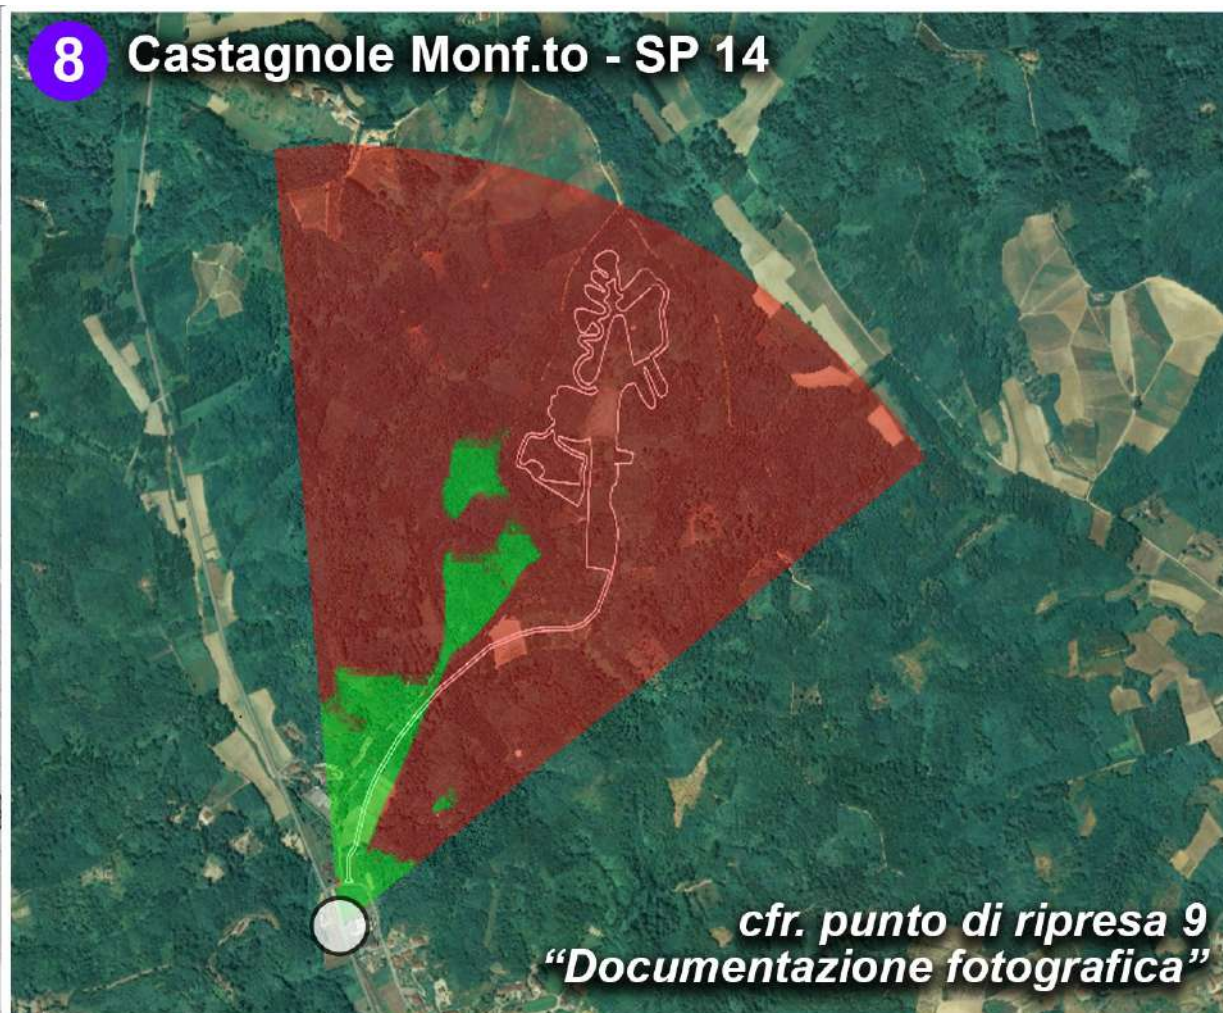 8 Castagnole Monf.to - SP 14
cfr. punto di ripresa 9
“Documentazione fotografica”